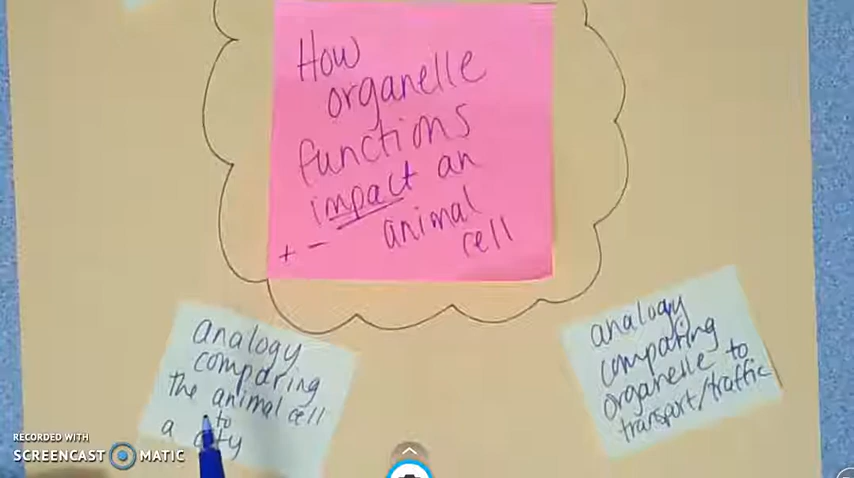 How
organelle
functions
impact an
+ - animal
cell
analogy
comparing
the animal cell
to
a city
analogy
comparing
organelle to
transport/traffic
RECORDED WITH
SCREENCAST MATIC